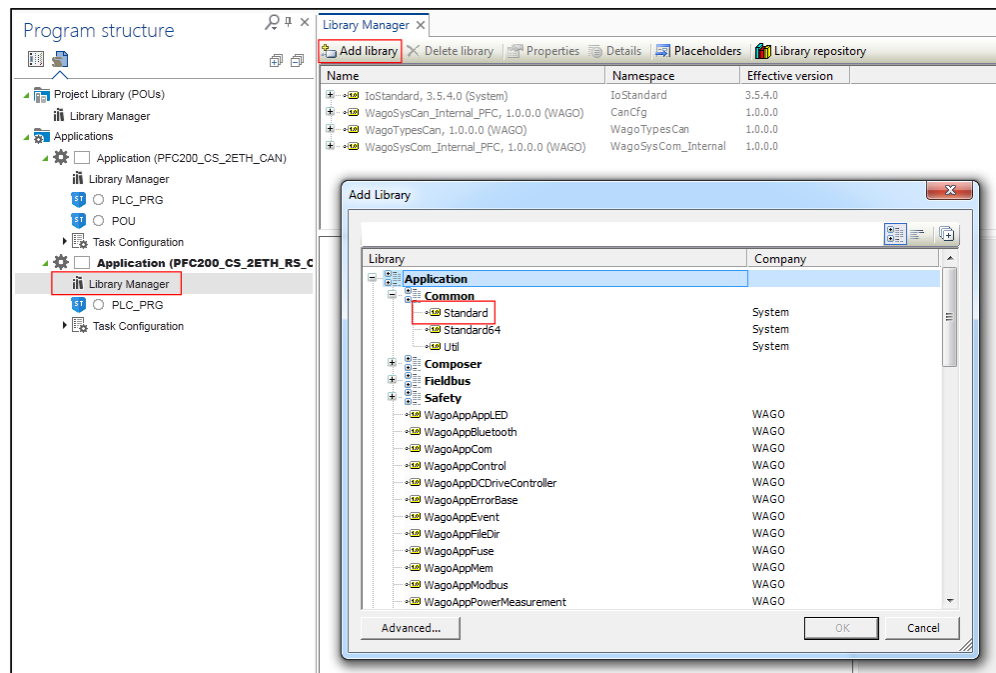 Program structure
Project Library (POUs)
Library Manager
Applications
Application (PFC200_CS_2ETH_CAN)
Library Manager
PLC_PRG
POU
Task Configuration
Application (PFC200_CS_2ETH_RS_C
Library Manager
PLC_PRG
Task Configuration
Library Manager
Add library Delete library Properties Details Placeholders Library repository
Name Namespace Effective version
IoStandard, 3.5.4.0 (System) IoStandard 3.5.4.0
WagoSysCan_Internal_PFC, 1.0.0.0 (WAGO) CanCfg 1.0.0.0
WagoTypesCan, 1.0.0.0 (WAGO) WagoTypesCan 1.0.0.0
WagoSysCom_Internal_PFC, 1.0.0.0 (WAGO) WagoSysCom_Internal 1.0.0.0
Add Library
Library Company
Application
Common
Standard System
Standard64 System
Util System
Composer
Fieldbus
Safety
WagoAppAppLED WAGO
WagoAppBluetooth WAGO
WagoAppCom WAGO
WagoAppControl WAGO
WagoAppDCDriveController WAGO
WagoAppErrorBase WAGO
WagoAppEvent WAGO
WagoAppFileDir WAGO
WagoAppFuse WAGO
WagoAppMem WAGO
WagoAppModbus WAGO
WagoAppPowerMeasurement WAGO
Advanced... OK Cancel